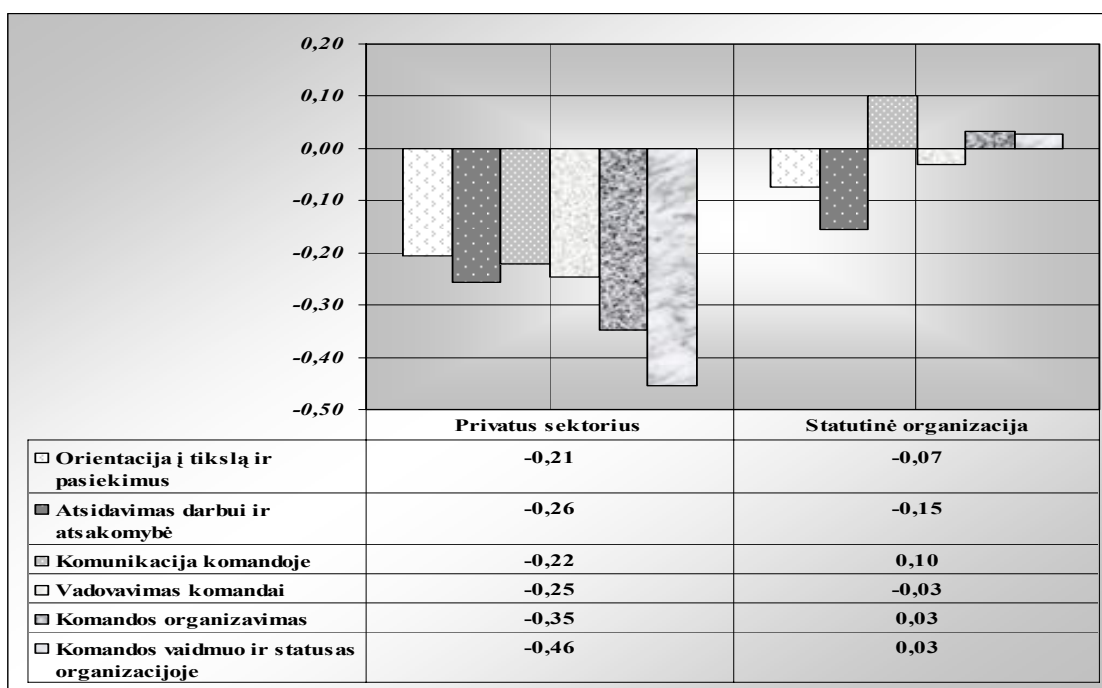 0,20
0,10
0,00
-0,10
-0,20
-0,30
-0,40
-0,50
Privatus sektorius Statutinė organizacija
Orientacija į tikslą ir
pasiekimus -0,21 -0,07
Atsidavimas darbui ir
atsakomybė -0,26 -0,15
Komunikacija komandoje -0,22 0,10
Vadovavimas komandai -0,25 -0,03
Komandos organizavimas -0,35 0,03
Komandos vaidmuo ir statusas
organizacijoje -0,46 0,03